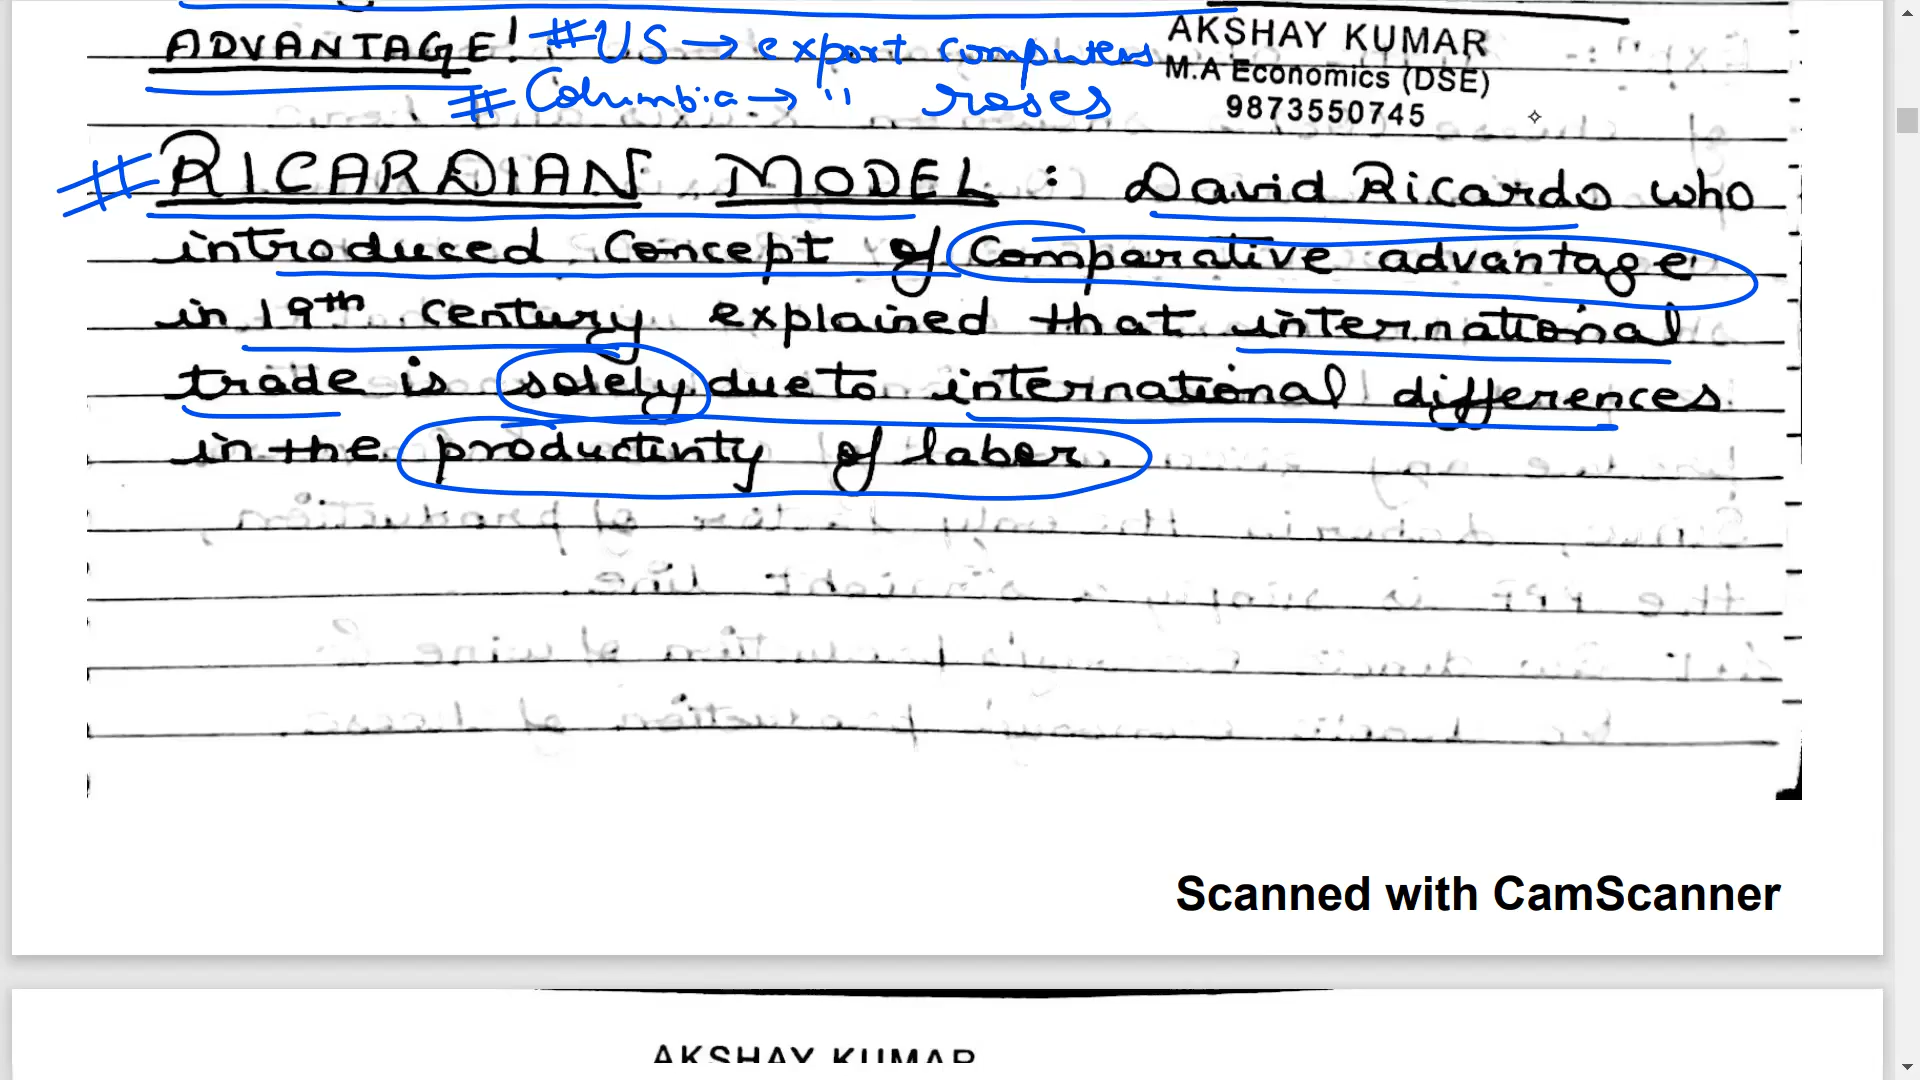 ADVANTAGE! # US → export computers
# Columbia → " roses
AKSHAY KUMAR
M.A Economics (DSE)
9873550745
# RICARDIAN MODEL : David Ricardo who
introduced concept of Comparative advantage
in 19th century explained that international
trade is solely due to international differences
in the productivity of labor.
Scanned with CamScanner
AKSHAY KUMAR